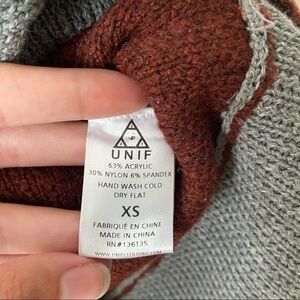 UNIF
63% ACRYLIC
30% NYLON 6% SPANDEX
HAND WASH COLD
DRY FLAT
XS
FABRIQUÉ EN CHINE
MADE IN CHINA
RN#136135
WWW.UNIFCLOTHING.COM